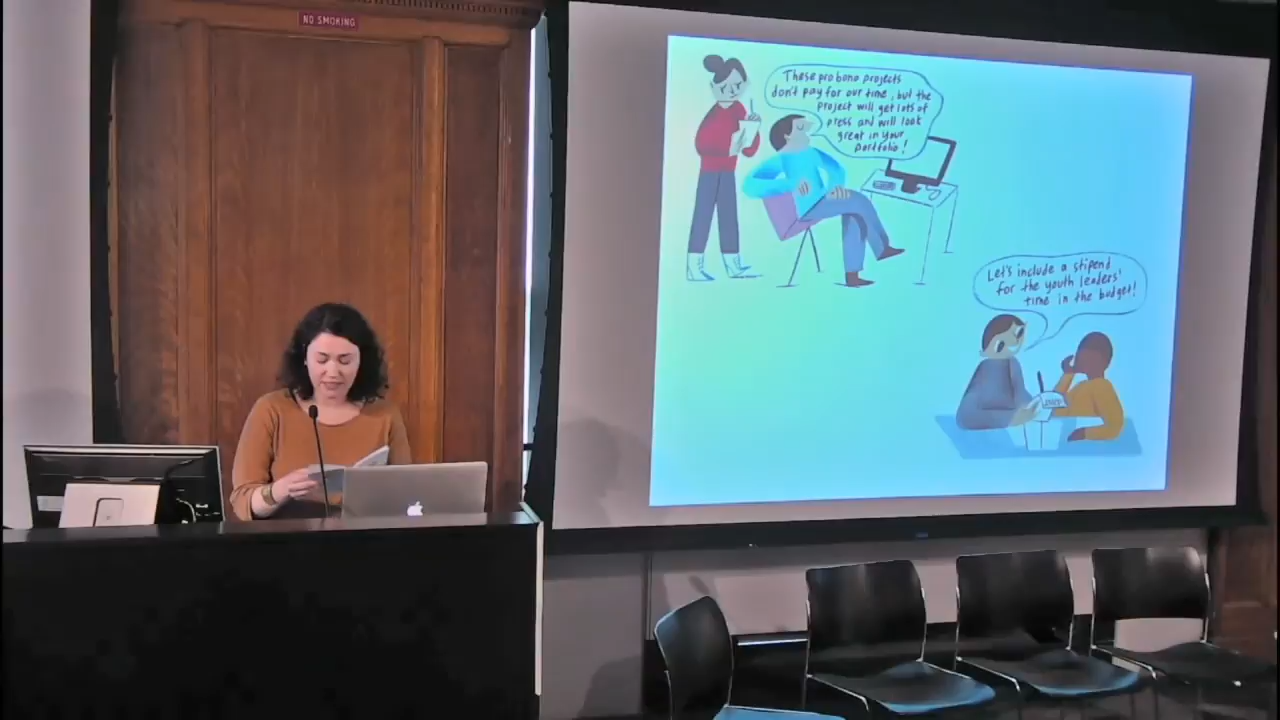 NO SMOKING
These pro bono projects
don't pay for our time, but the
project will get lots of
press and will look
great in your
portfolio!
Let's include a stipend
for the youth leaders'
time in the budget!